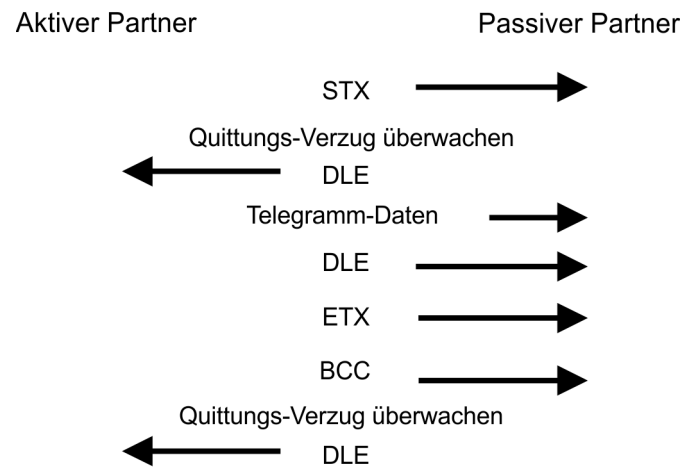 Aktiver Partner Passiver Partner
STX
Quittungs-Verzug überwachen
DLE
Telegramm-Daten
DLE
ETX
BCC
Quittungs-Verzug überwachen
DLE